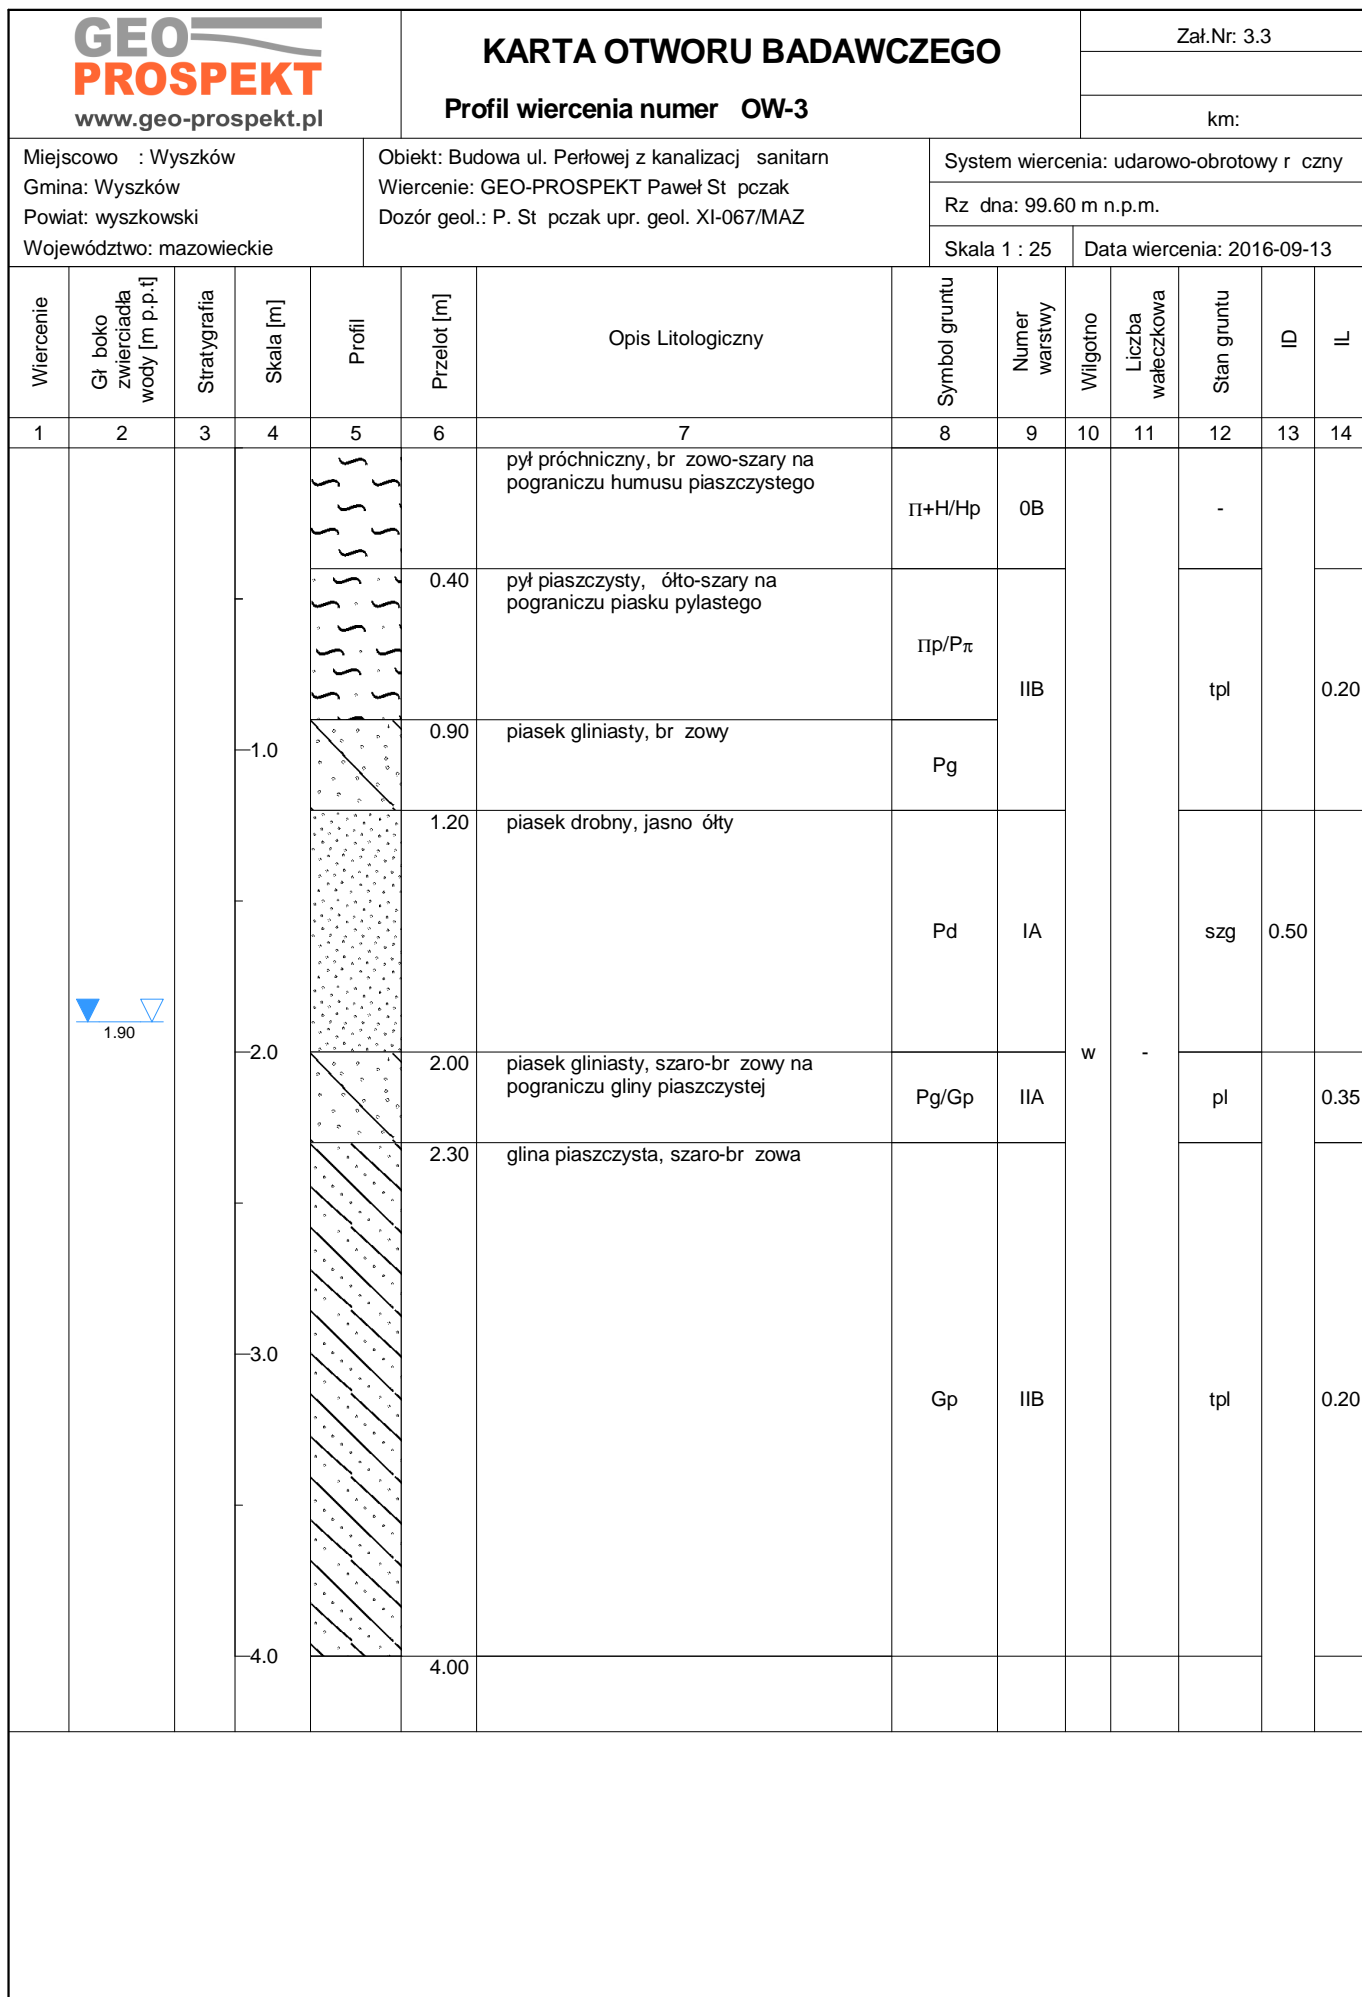 GEO
PROSPEKT
www.geo-prospekt.pl
KARTA OTWORU BADAWCZEGO
Profil wiercenia numer OW-3
Zał.Nr: 3.3
km:
Miejscowo : Wyszków
Gmina: Wyszków
Powiat: wyszkowski
Województwo: mazowieckie
Obiekt: Budowa ul. Perłowej z kanalizacj sanitarn
Wiercenie: GEO-PROSPEKT Paweł St pczak
Dozór geol.: P. St pczak upr. geol. XI-067/MAZ
System wiercenia: udarowo-obrotowy r czny
Rz dna: 99.60 m n.p.m.
Skala 1 : 25
Data wiercenia: 2016-09-13
Wiercenie
Gł boko
zwierciadła
wody [m p.p.t]
Stratygrafia
Skala [m]
Profil
Przelot [m]
Opis Litologiczny
Symbol gruntu
Numer
warstwy
Wilgotno
Liczba
wałeczkowa
Stan gruntu
ID
IL
1 2 3 4 5 6 7 8 9 10 11 12 13 14
pył próchniczny, br zowo-szary na
pograniczu humusu piaszczystego
Π+H/Hp 0B -
0.40 pył piaszczysty, ółto-szary na
pograniczu piasku pylastego
Πp/Pπ
IIB tpl 0.20
0.90 piasek gliniasty, br zowy
1.0
Pg
1.20 piasek drobny, jasno ółty
Pd IA szg 0.50
1.90
2.0
w -
2.00 piasek gliniasty, szaro-br zowy na
pograniczu gliny piaszczystej
Pg/Gp IIA pl 0.35
2.30 glina piaszczysta, szaro-br zowa
3.0
Gp IIB tpl 0.20
4.0
4.00